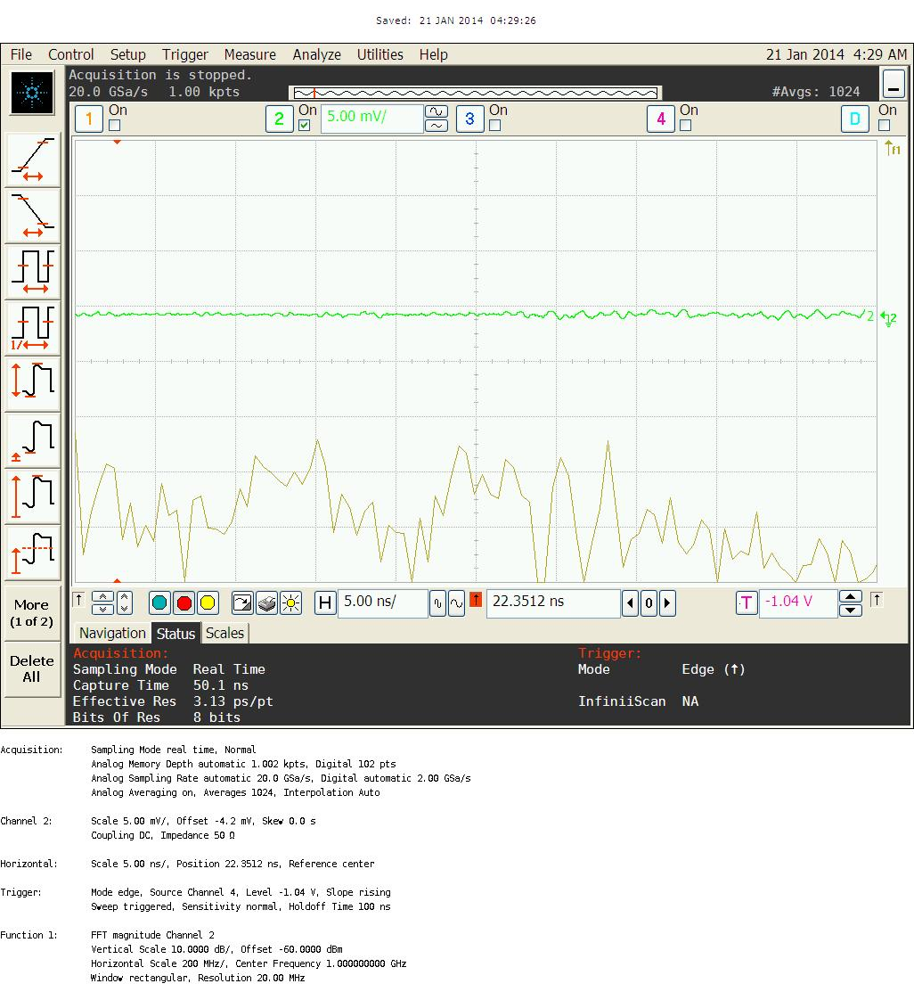 Saved:  21 JAN 2014  04:29:26
File Control Setup Trigger Measure Analyze Utilities Help 21 Jan 2014 4:29 AM
Acquisition is stopped.
20.0 GSa/s 1.00 kpts #Avgs: 1024
1 On 2 On 5.00 mV/ 3 On 4 On D On
f1
2 2
1/
More
(1 of 2)
Delete
All
H 5.00 ns/ 22.3512 ns 0 T -1.04 V
Navigation Status Scales
Acquisition: Trigger:
Sampling Mode Real Time Mode Edge (↑)
Capture Time 50.1 ns
Effective Res 3.13 ps/pt InfiniiScan NA
Bits Of Res 8 bits
Acquisition: Sampling Mode real time, Normal
Analog Memory Depth automatic 1.002 kpts, Digital 102 pts
Analog Sampling Rate automatic 20.0 GSa/s, Digital automatic 2.00 GSa/s
Analog Averaging on, Averages 1024, Interpolation Auto
Channel 2: Scale 5.00 mV/, Offset -4.2 mV, Skew 0.0 s
Coupling DC, Impedance 50 Ω
Horizontal: Scale 5.00 ns/, Position 22.3512 ns, Reference center
Trigger: Mode edge, Source Channel 4, Level -1.04 V, Slope rising
Sweep triggered, Sensitivity normal, Holdoff Time 100 ns
Function 1: FFT magnitude Channel 2
Vertical Scale 10.0000 dB/, Offset -60.0000 dBm
Horizontal Scale 200 MHz/, Center Frequency 1.000000000 GHz
Window rectangular, Resolution 20.00 MHz